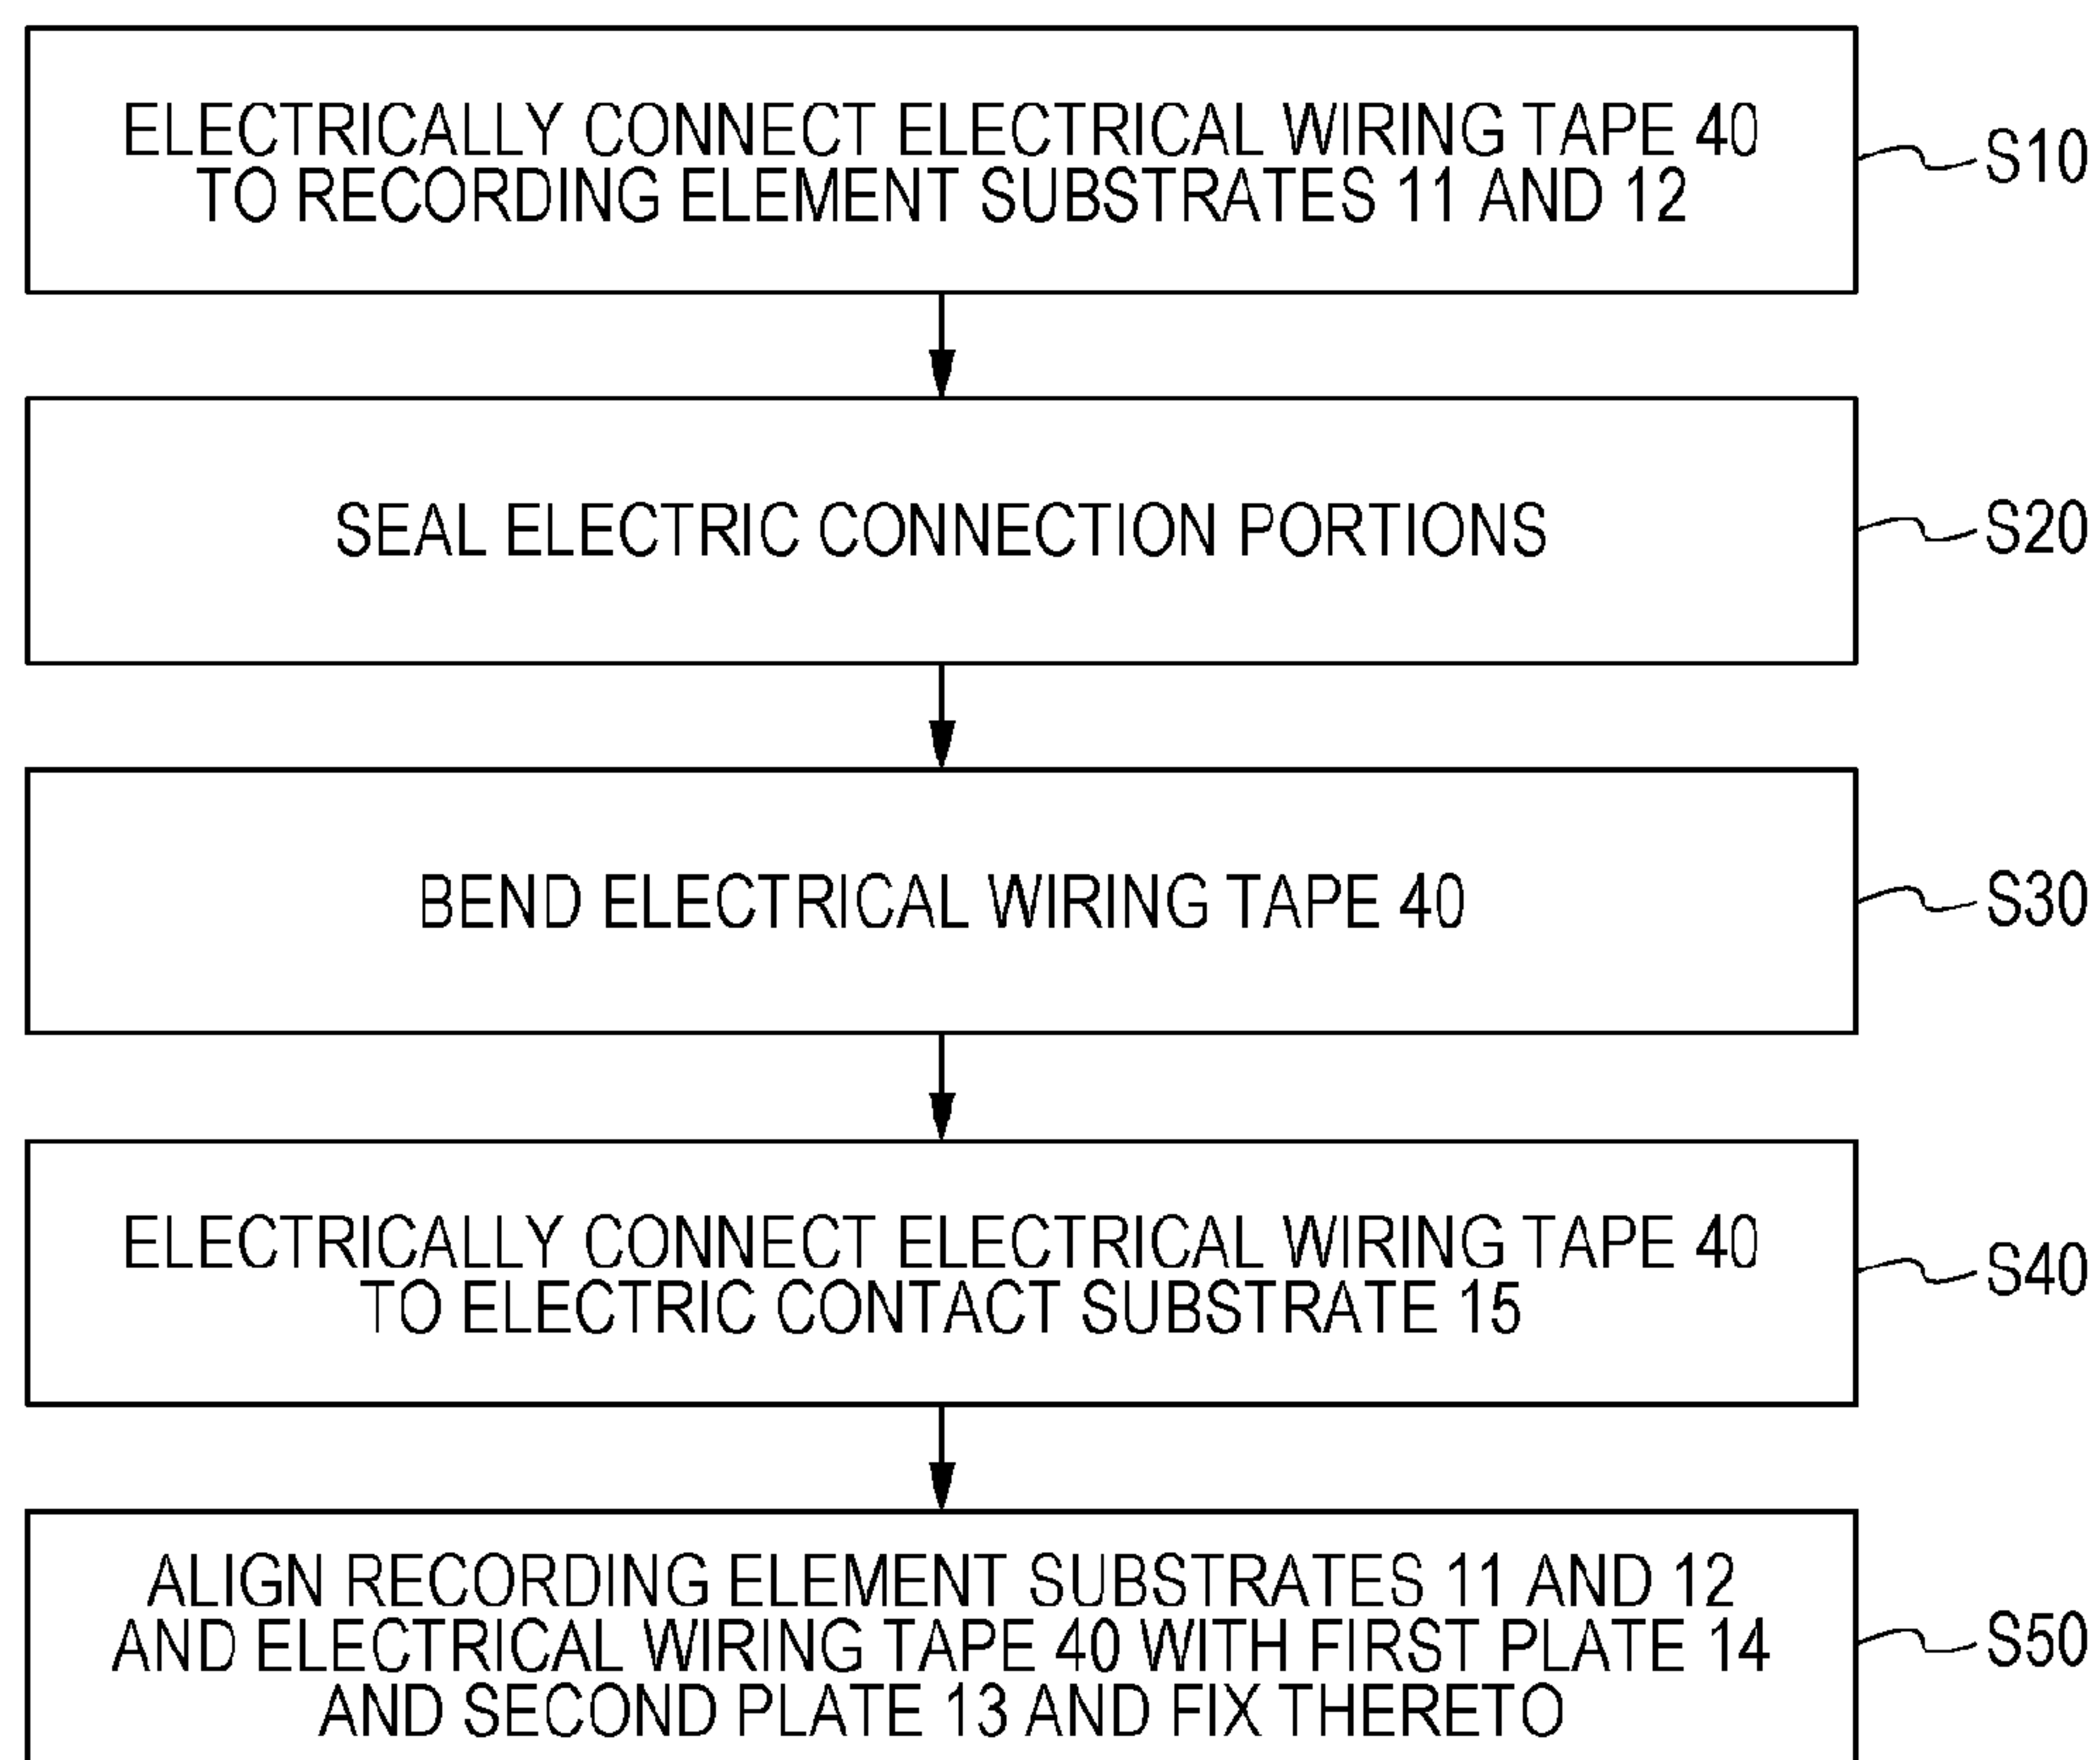 ELECTRICALLY CONNECT ELECTRICAL WIRING TAPE 40
TO RECORDING ELEMENT SUBSTRATES 11 AND 12
S10
SEAL ELECTRIC CONNECTION PORTIONS
S20
BEND ELECTRICAL WIRING TAPE 40
S30
ELECTRICALLY CONNECT ELECTRICAL WIRING TAPE 40
TO ELECTRIC CONTACT SUBSTRATE 15
S40
ALIGN RECORDING ELEMENT SUBSTRATES 11 AND 12
AND ELECTRICAL WIRING TAPE 40 WITH FIRST PLATE 14
AND SECOND PLATE 13 AND FIX THERETO
S50